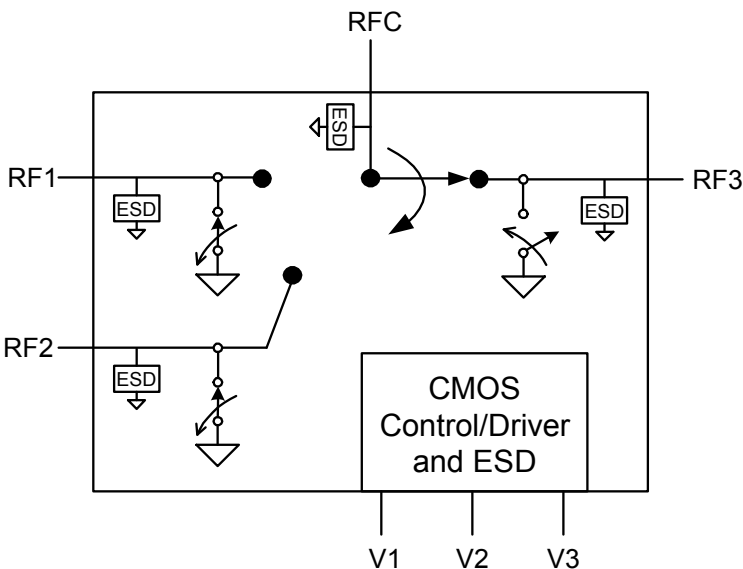 RFC
ESD
RF1
RF3
ESD
ESD
RF2
ESD
CMOS
Control/Driver
and ESD
V1
V2
V3